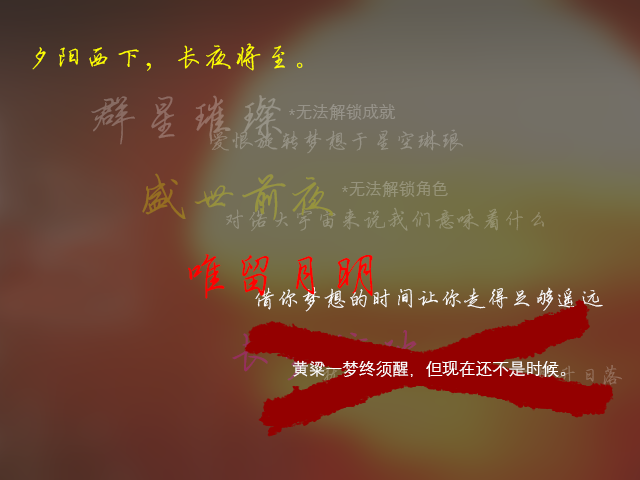 夕阳西下，长夜将至。
群星璀璨 *无法解锁成就
爱恨旋转梦想于星空琳琅
盛世前夜 *无法解锁角色
对偌大宇宙来说我们意味着什么
唯留月明
借你梦想的时间让你走得足够遥远
长
黄粱一梦终须醒，但现在还不是时候。
日落